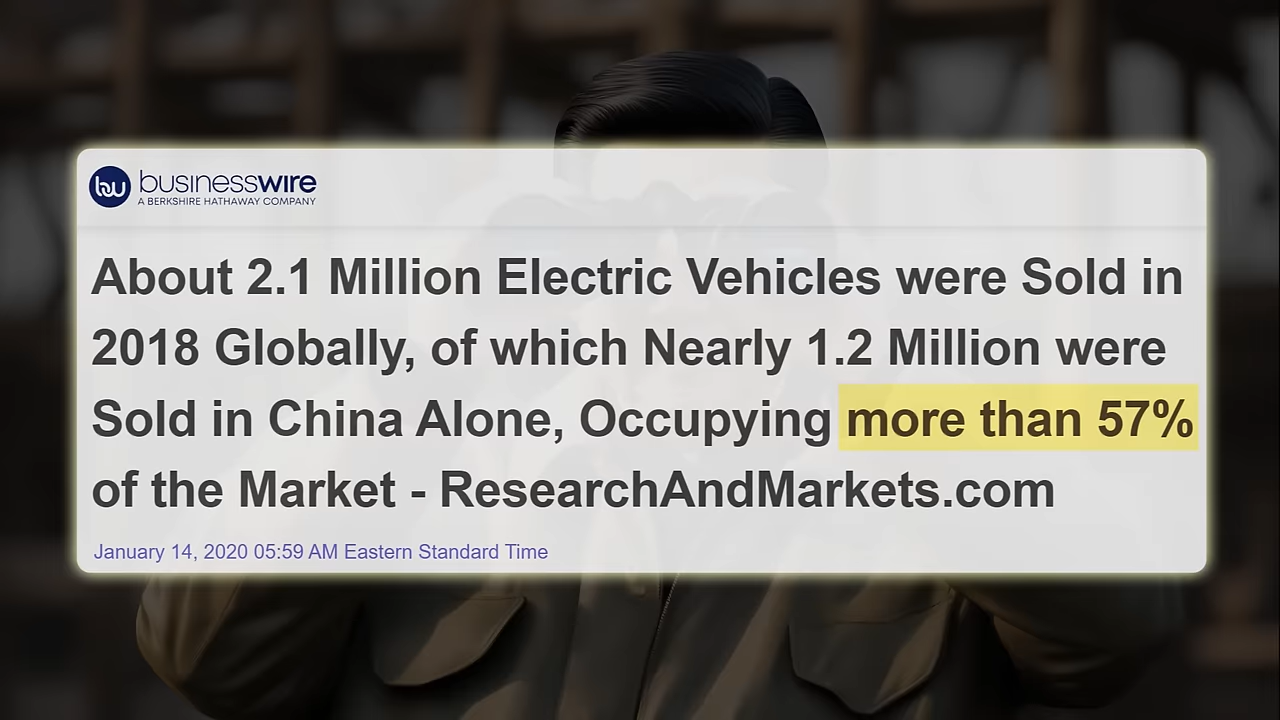 bw businesswire
A BERKSHIRE HATHAWAY COMPANY
About 2.1 Million Electric Vehicles were Sold in
2018 Globally, of which Nearly 1.2 Million were
Sold in China Alone, Occupying more than 57%
of the Market - ResearchAndMarkets.com
January 14, 2020 05:59 AM Eastern Standard Time